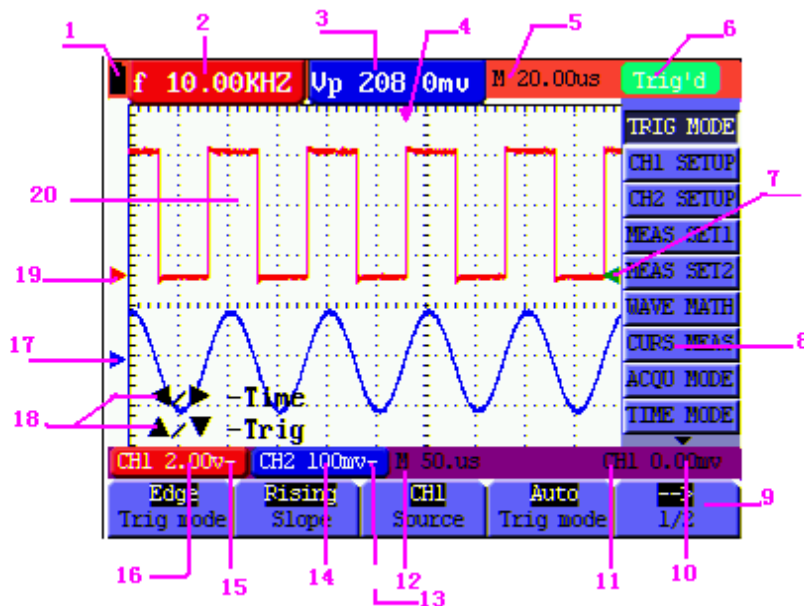 1 2 3 4 5 6
f 10.00KHZ Vp 208 0mv M 20.00us Trig'd
TRIG MODE
CH1 SETUP
CH2 SETUP
7
MEAS SET1
MEAS SET2
WAVE MATH
CURS MEAS
8
ACQU MODE
TIME MODE
20
19
17
18
-Time
-Trig
CH1 2.00v- CH2 100mv- M 50.us CH1 0.00mv
Edge Rising CH1 Auto -->
Trig mode Slope Source Trig mode 1/2
9
16 15 14 13 12 11 10